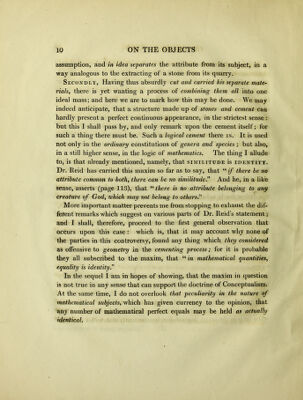 10 ON THE OBJECTS
assumption, and in idea separates the attribute from its subject, in a
way analogous to the extracting of a stone from its quarry.
SECONDLY, Having thus absurdly cut and carried his separate mate-
rials, there is yet wanting a process of combining them all into one
ideal mass; and here we are to mark how this may be done. We may
indeed anticipate, that a structure made up of stones and cement can
hardly present a perfect continuous appearance, in the strictest sense:
but this I shall pass by, and only remark upon the cement itself; for
such a thing there must be. Such a logical cement there is. It is used
not only in the ordinary constitutions of genera and species; but also,
in a still higher sense, in the logic of mathematics. The thing I allude
to, is that already mentioned, namely, that SIMILITUDE IS IDENTITY.
Dr. Reid has carried this maxim so far as to say, that "if there be no
attribute common to both, there can be no similitude." And he, in a like
sense, asserts (page 113), that "there is no attribute belonging to any
creature of God, which may not belong to others."
More important matter prevents me from stopping to exhaust the dif-
ferent remarks which suggest on various parts of Dr. Reid's statement;
and I shall, therefore, proceed to the first general observation that
occurs upon this case: which is, that it may account why none of
the parties in this controversy, found any thing which they considered
as offensive to geometry in the cementing process; for it is probable
they all subscribed to the maxim, that "in mathematical quantities,
equality is identity."
In the sequel I am in hopes of showing, that the maxim in question
is not true in any sense that can support the doctrine of Conceptualism.
At the same time, I do not overlook that peculiarity in the nature of
mathematical subjects, which has given currency to the opinion, that
any number of mathematical perfect equals may be held as actually
identical.